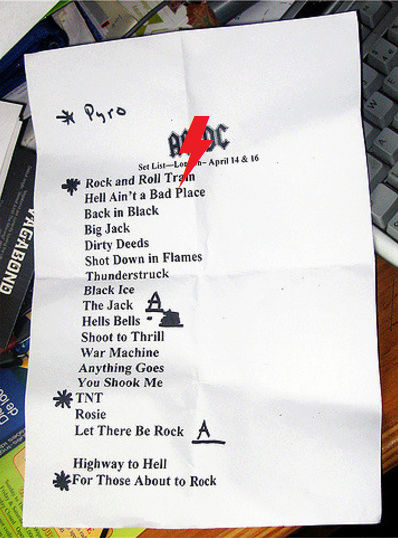 * Pyro
AC DC
Set List—London– April 14 & 16
* Rock and Roll Train
Hell Ain't a Bad Place
Back in Black
Big Jack
Dirty Deeds
Shot Down in Flames
Thunderstruck
Black Ice
The Jack A
Hells Bells
Shoot to Thrill
War Machine
Anything Goes
You Shook Me
* TNT
Rosie
Let There Be Rock A
Highway to Hell
* For Those About to Rock
VAGABOND